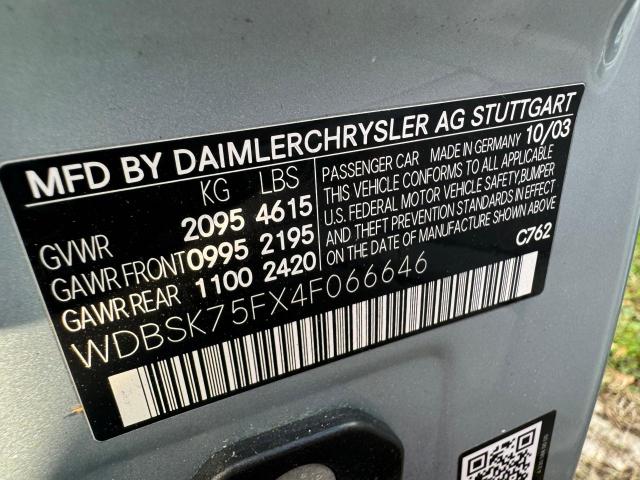 MFD BY DAIMLERCHRYSLER AG STUTTGART
KG LBS
GVWR 2095 4615
GAWR FRONT 0995 2195
GAWR REAR 1100 2420
PASSENGER CAR MADE IN GERMANY 10/03
THIS VEHICLE CONFORMS TO ALL APPLICABLE
U.S. FEDERAL MOTOR VEHICLE SAFETY, BUMPER
AND THEFT PREVENTION STANDARDS IN EFFECT
ON THE DATE OF MANUFACTURE SHOWN ABOVE
C762
WDBSK75FX4F066646